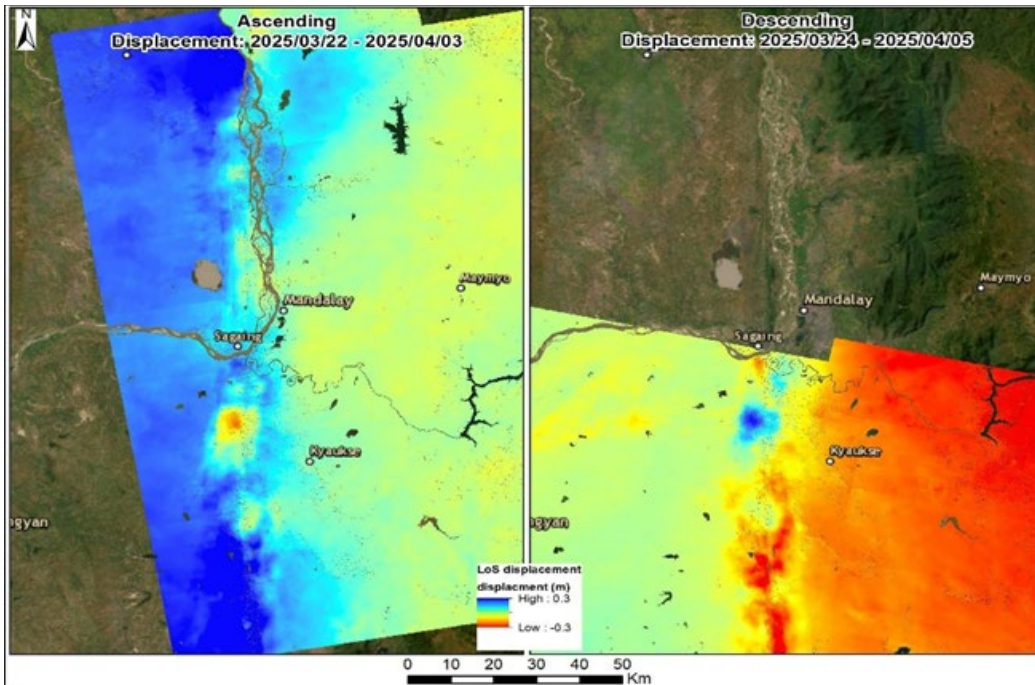 N
Ascending
Displacement: 2025/03/22 - 2025/04/03
Mandalay
Maymyo
Sagaing
Kyaukse
ngyan
Descending
Displacement: 2025/03/24 - 2025/04/05
Maymyo
Mandalay
Sagaing
Kyaukse
ngyan
LoS displacement
displacment (m)
High : 0.3
Low : -0.3
0 10 20 30 40 50
Km